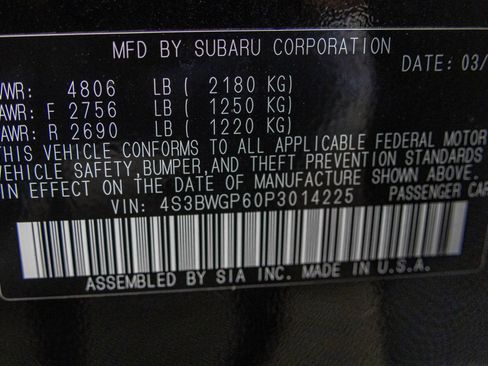 MFD BY SUBARU CORPORATION
DATE: 03/
VWR: 4806 LB ( 2180 KG)
AWR: F 2756 LB ( 1250 KG)
AWR: R 2690 LB ( 1220 KG)
THIS VEHICLE CONFORMS TO ALL APPLICABLE FEDERAL MOTOR
VEHICLE SAFETY, BUMPER, AND THEFT PREVENTION STANDARDS
IN EFFECT ON THE DATE OF MANUFACTURE SHOWN ABOVE.
VIN: 4S3BWGP60P3014225 PASSENGER CAR
ASSEMBLED BY SIA INC. MADE IN U.S.A.